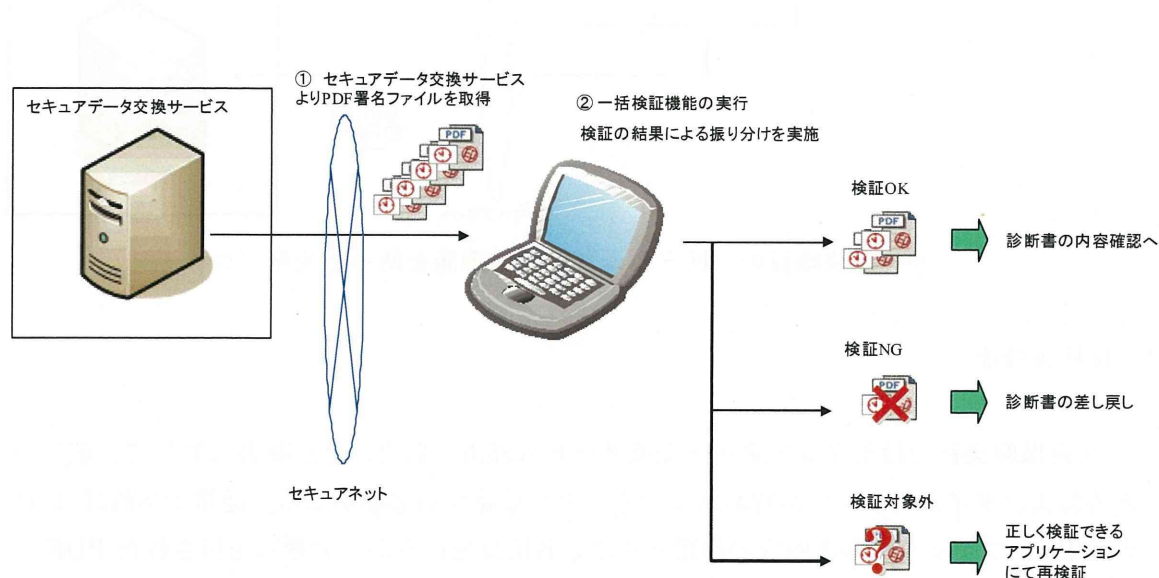 ① セキュアデータ交換サービス
よりPDF署名ファイルを取得
セキュアデータ交換サービス
② 一括検証機能の実行
検証の結果による振り分けを実施
PDF
検証OK
PDF
診断書の内容確認へ
検証NG
PDF
診断書の差し戻し
セキュアネット
検証対象外
正しく検証できる
アプリケーション
にて再検証